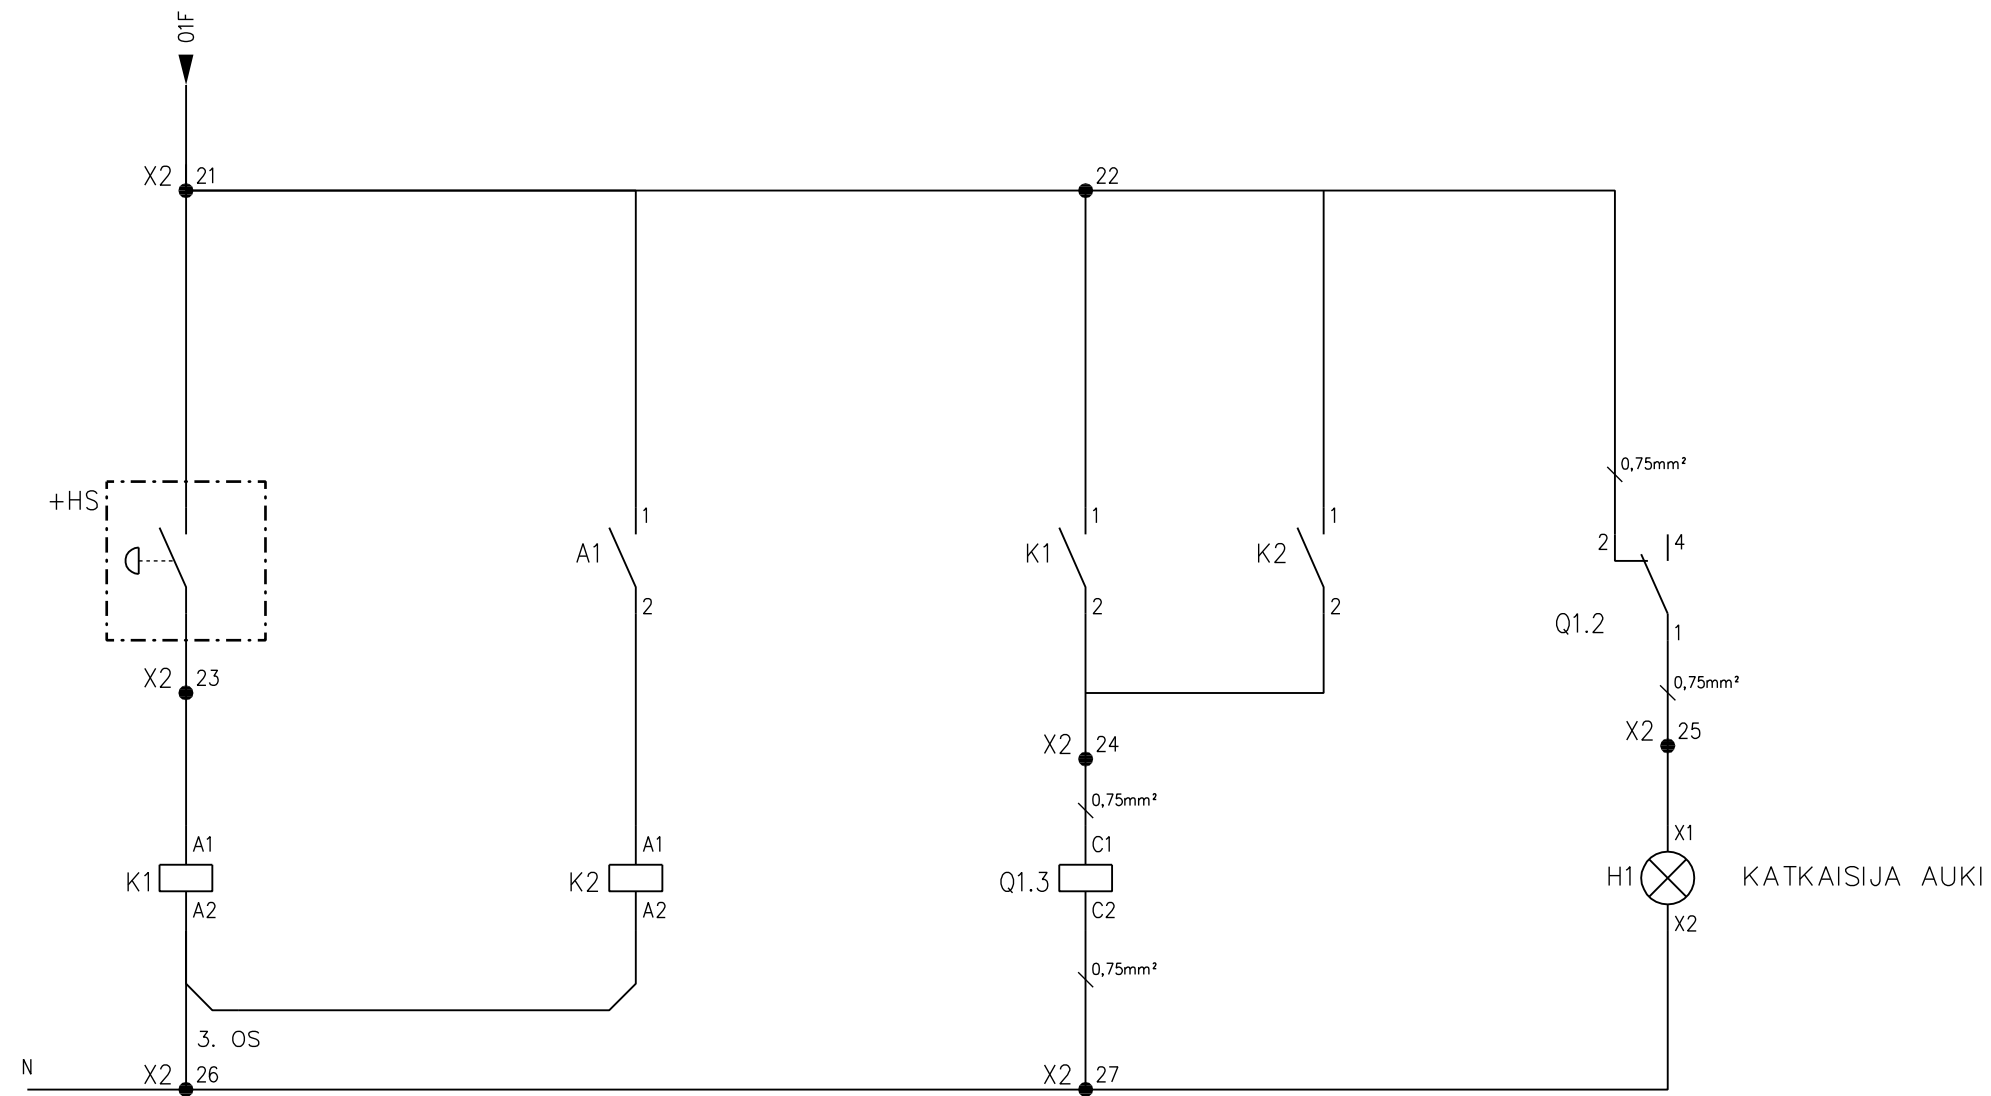 01F
X2 21
22
+HS
0,75mm²
1
1
1
2 4
A1
K1
K2
2
2
2
Q1.2
1
X2 23
0,75mm²
X2 25
X2 24
0,75mm²
X1
A1
A1
C1
K1
K2
Q1.3
H1 KATKAISIJA AUKI
A2
A2
C2
X2
0,75mm²
3. OS
N
X2 26
X2 27